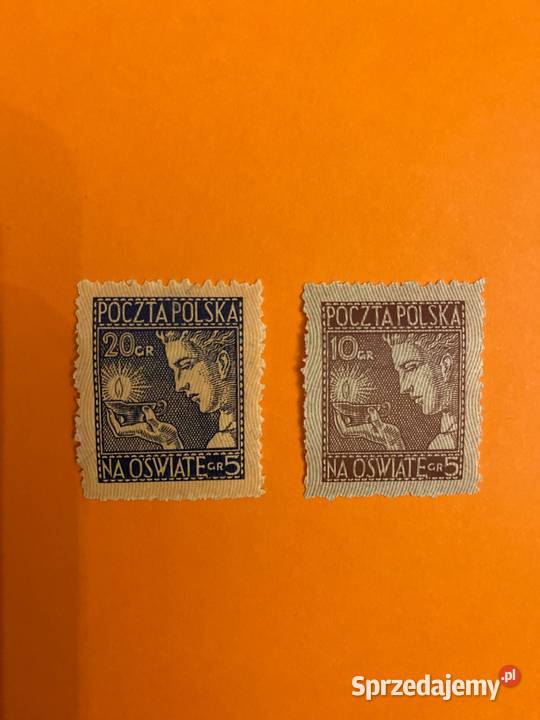 POCZTA POLSKA
20 GR
NA OŚWIATĘ GR 5
POCZTA POLSKA
10 GR
NA OŚWIATĘ GR 5
Sprzedajemy.pl